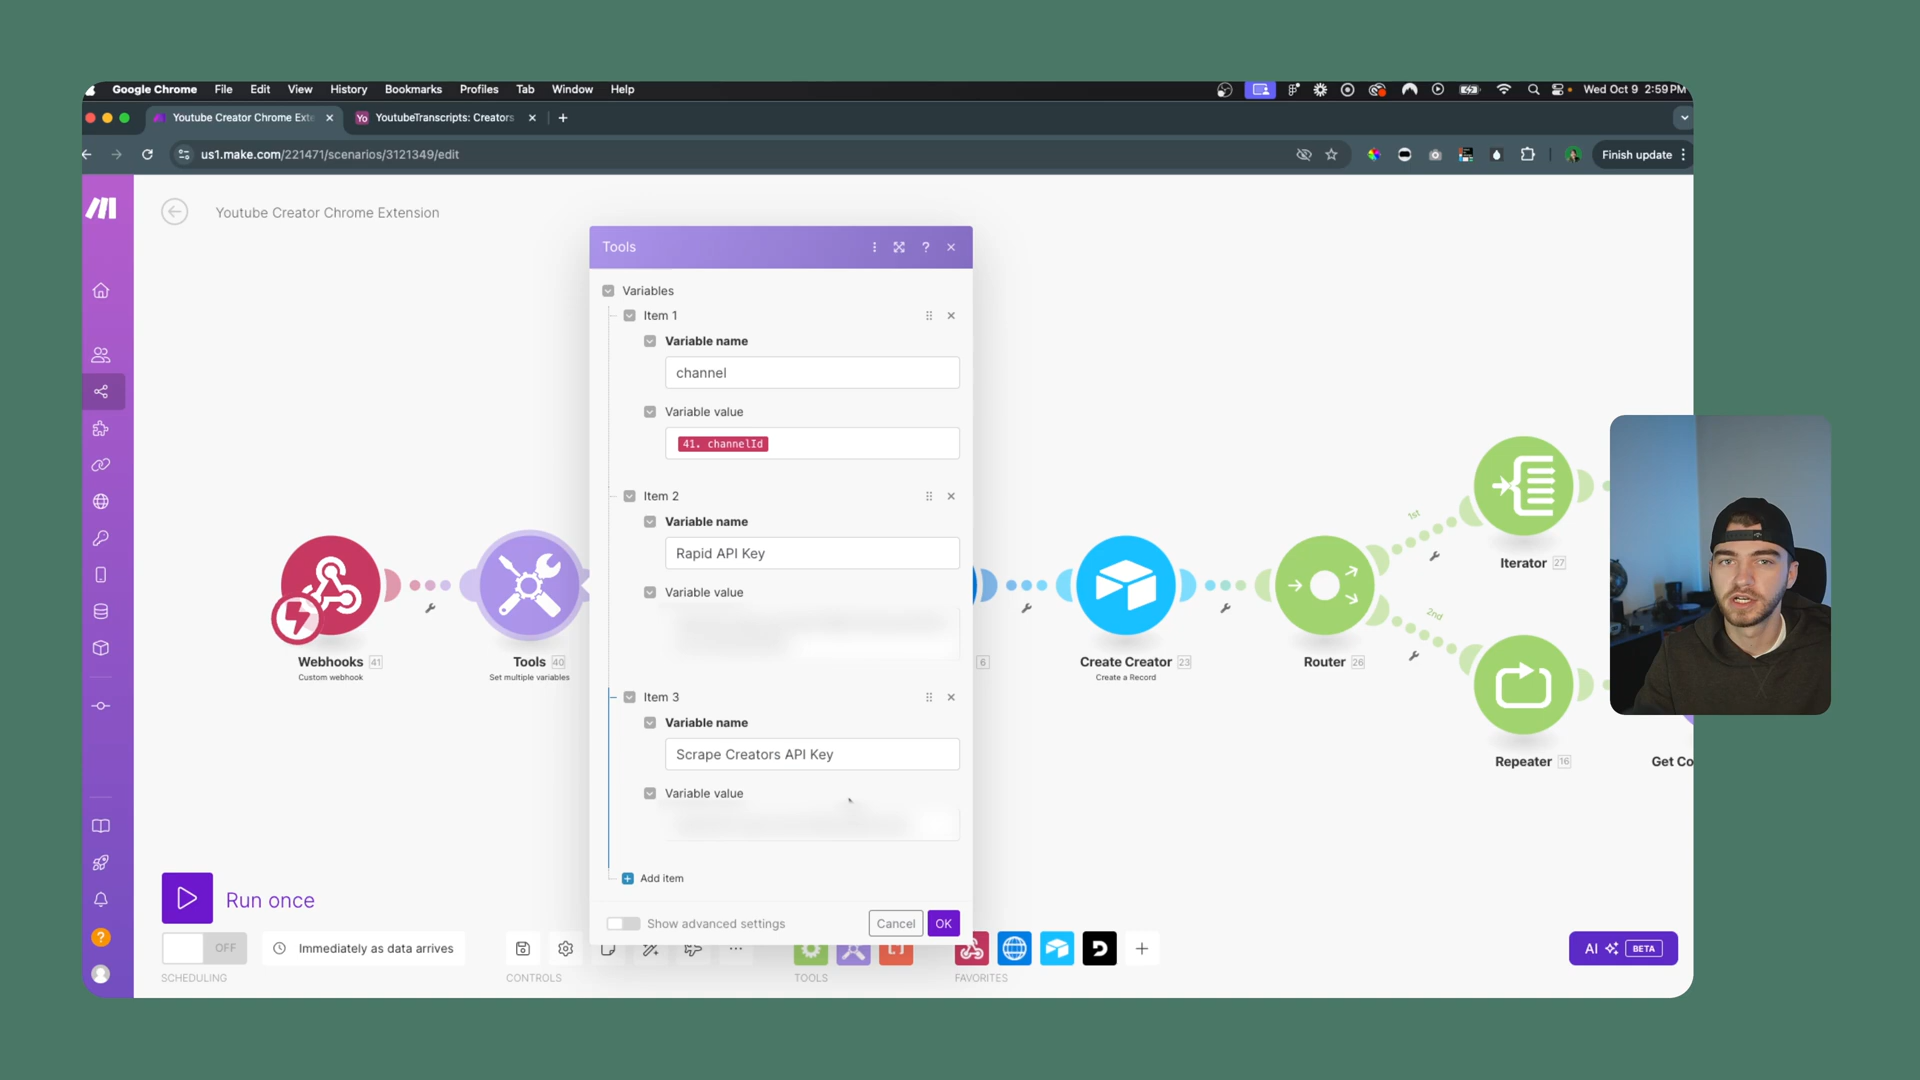 Google Chrome File Edit View History Bookmarks Profiles Tab Window Help
Wed Oct 9 2:59 PM
Youtube Creator Chrome Exte
Yo YoutubeTranscripts: Creators
us1.make.com/221471/scenarios/3121349/edit
Finish update
Youtube Creator Chrome Extension
Tools
?
Variables
Item 1
Variable name
channel
Variable value
41. channelId
Item 2
Variable name
Rapid API Key
Variable value
Item 3
Variable name
Scrape Creators API Key
Variable value
Add item
Show advanced settings
Cancel
OK
Webhooks 41
Custom webhook
Tools 40
Set multiple variables
6
Create Creator 23
Create a Record
Router 26
1st
2nd
Iterator 27
Repeater 16
Get Co
Run once
OFF
Immediately as data arrives
SCHEDULING
CONTROLS
TOOLS
FAVORITES
AI BETA
?